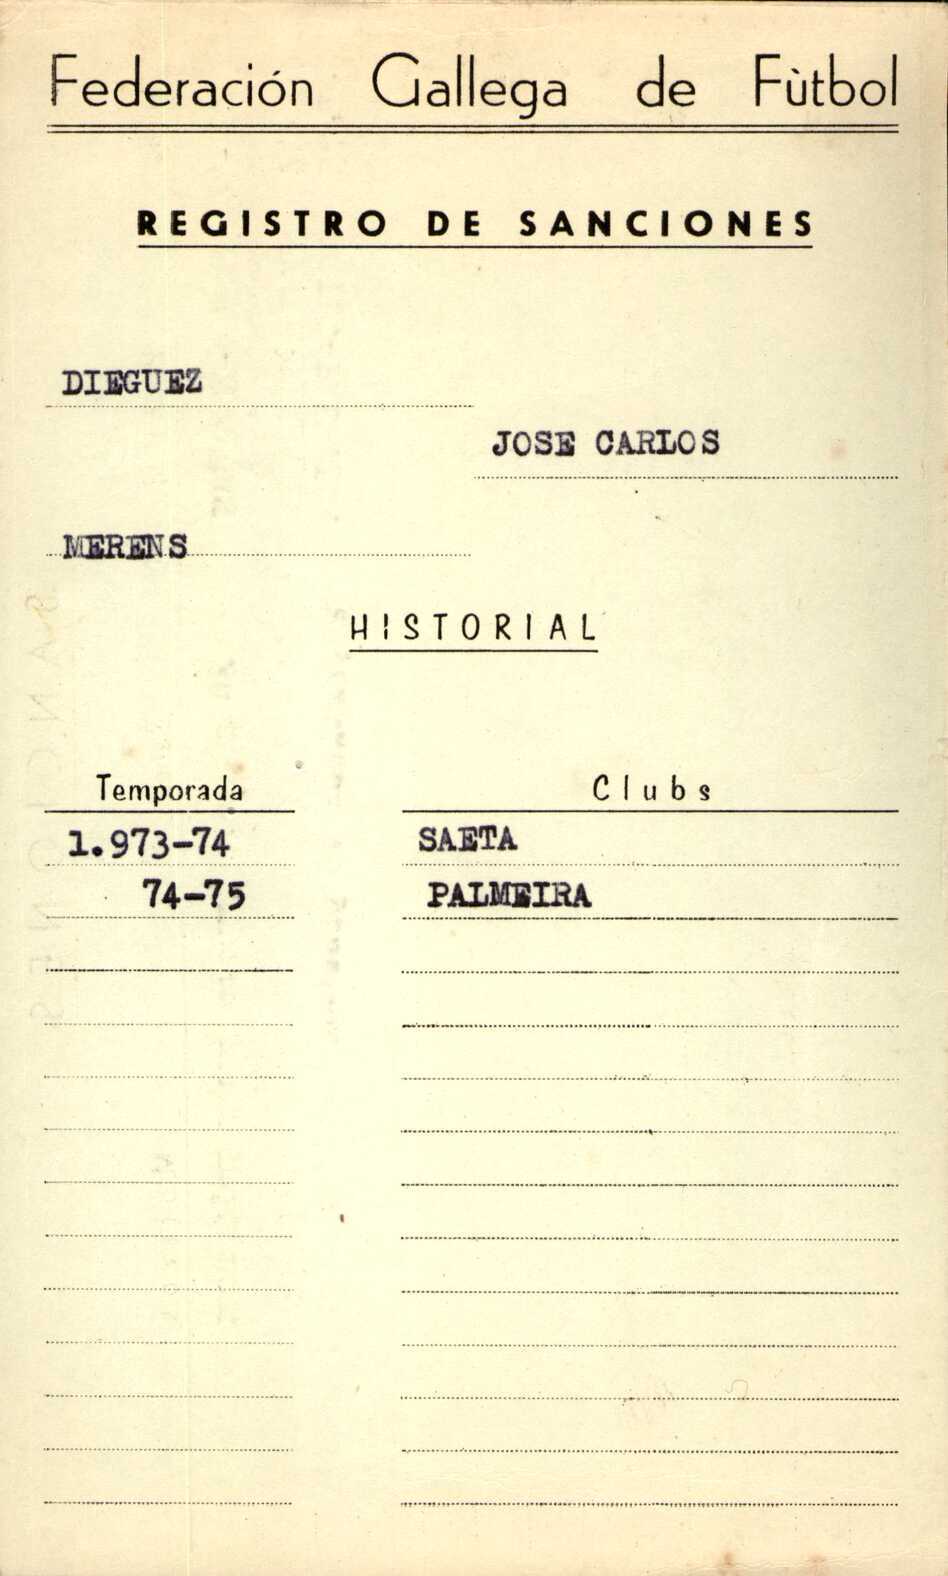 Federación Gallega de Fùtbol
REGISTRO DE SANCIONES
DIEGUEZ
JOSE CARLOS
MERENS
HISTORIAL
Temporada Clubs
1.973-74 SAETA
74-75 PALMEIRA